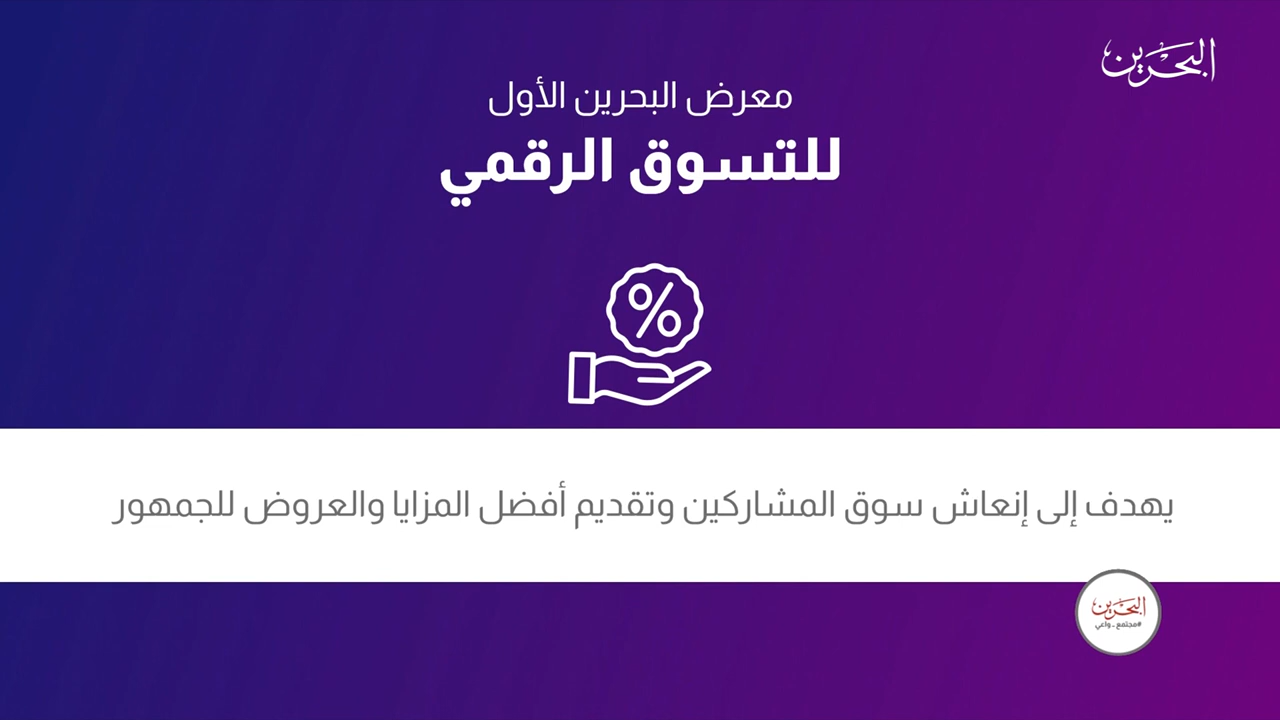 البحرين
معرض البحرين الأول
للتسوق الرقمي
%
يهدف إلى إنعاش سوق المشاركين وتقديم أفضل المزايا والعروض للجمهور
البحرين
#مجتمع_واعي